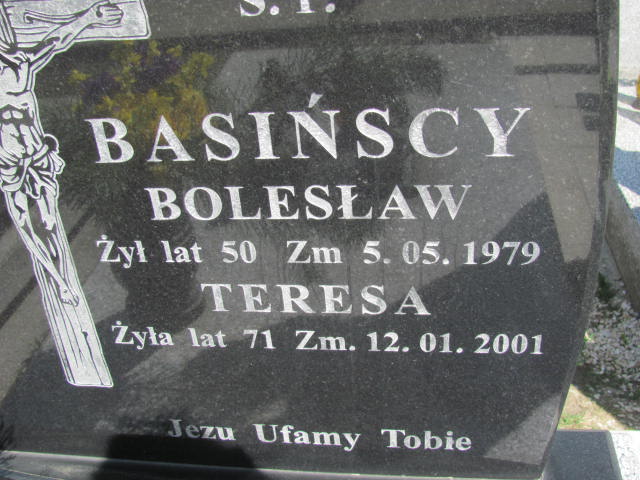 Ś. P.
BASIŃSCY
BOLESŁAW
Żył lat 50 Zm 5. 05. 1979
TERESA
Żyła lat 71 Zm. 12. 01. 2001
Jezu Ufamy Tobie